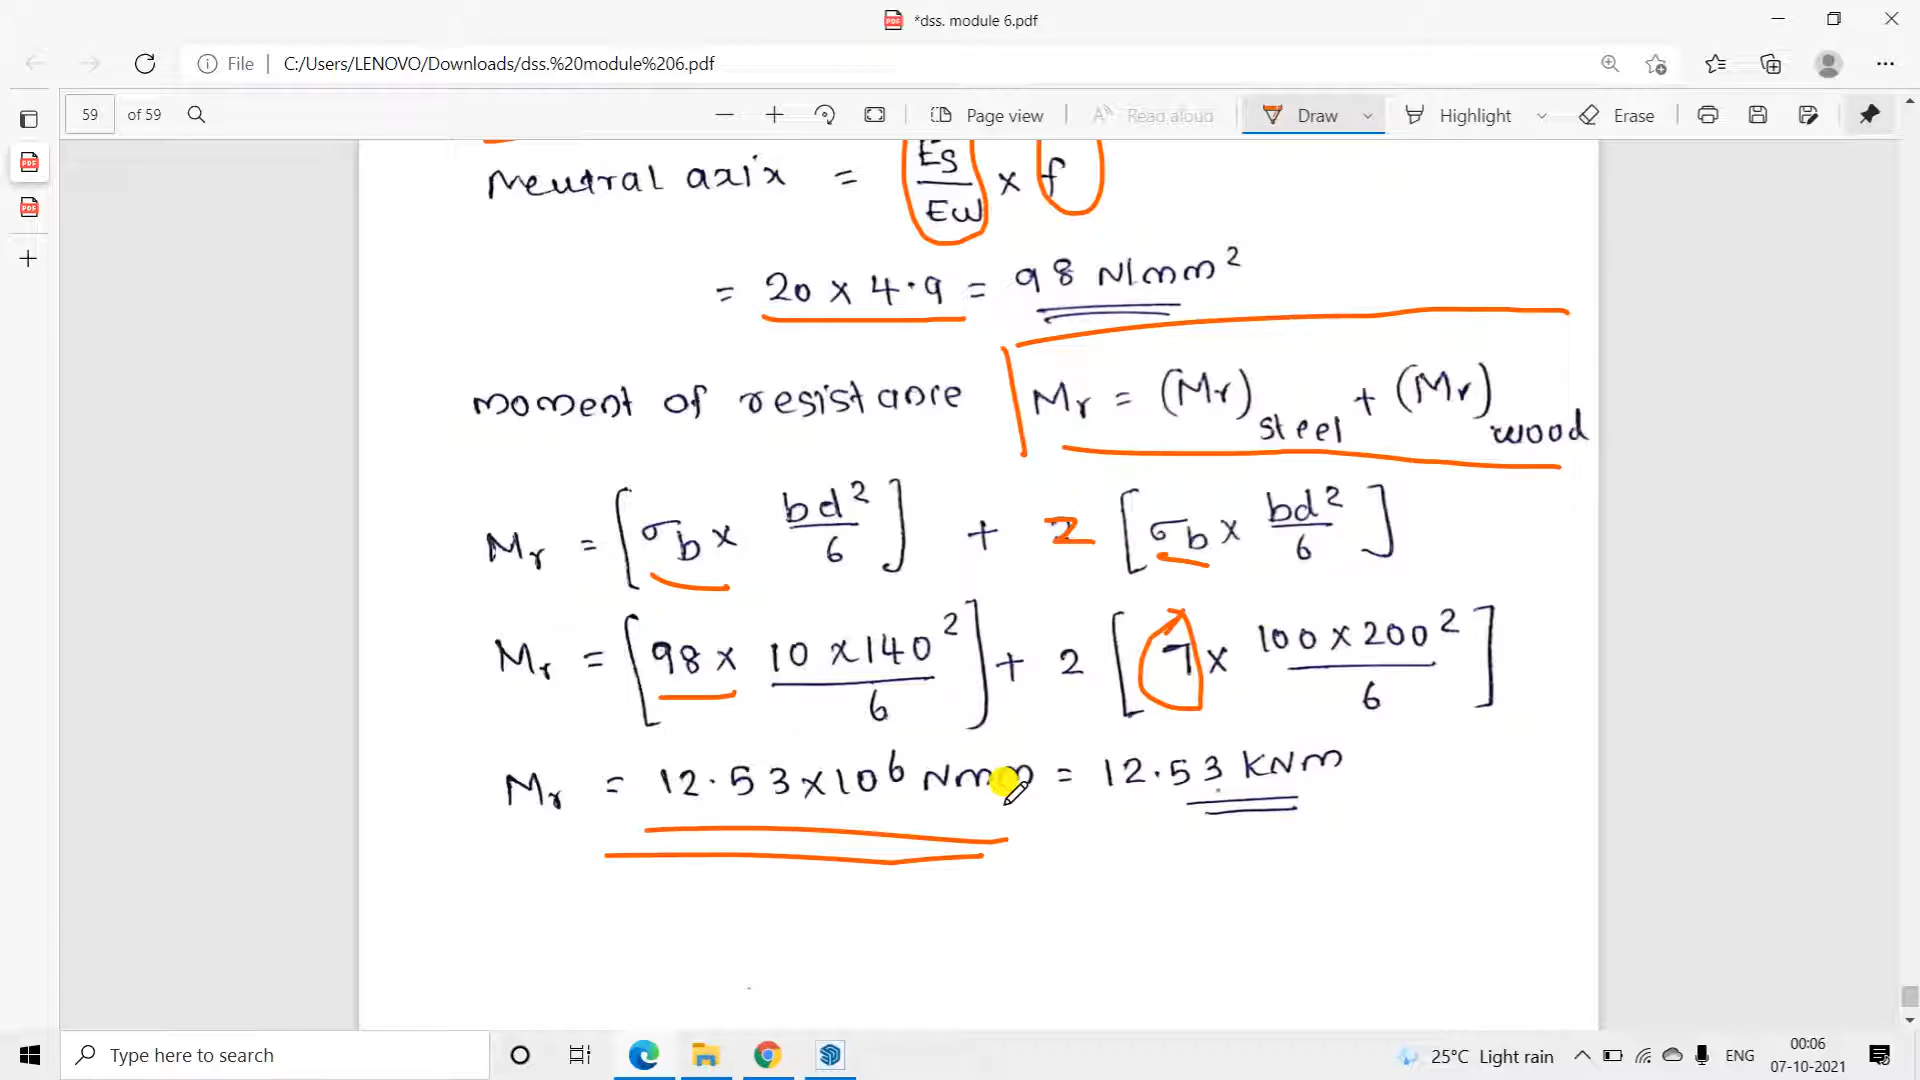 *dss. module 6.pdf
File | C:/Users/LENOVO/Downloads/dss.%20module%206.pdf
59 of 59 Page view Read aloud Draw Highlight Erase
Neutral axis = Es/Ew × f
= 20 × 4.9 = 98 N/mm²
moment of resistance Mr = (Mr)steel + (Mr)wood
Mr = [σb × bd²/6] + 2 [σb × bd²/6]
Mr = [98 × 10 × 140²/6] + 2 [7 × 100 × 200²/6]
Mr = 12.53 × 10⁶ Nmm = 12.53 KNm
Type here to search 25°C Light rain ENG 00:06
07-10-2021